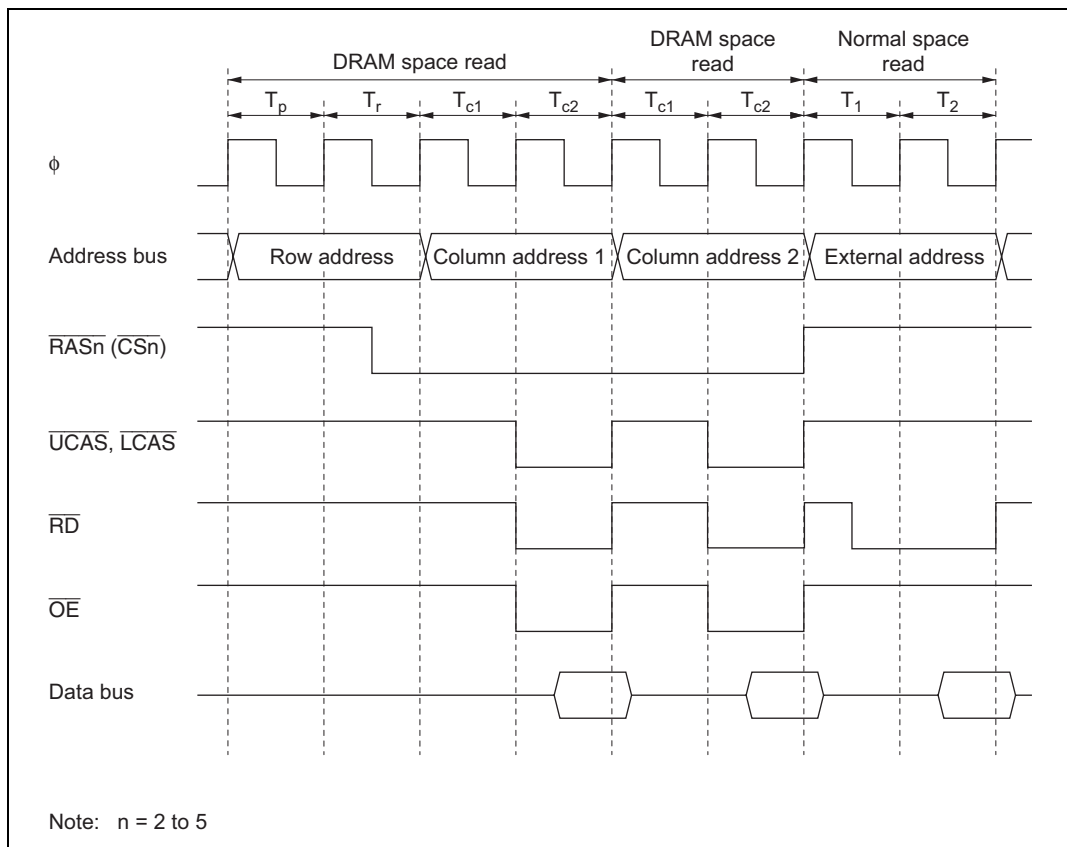 DRAM space read
DRAM space
read
Normal space
read
Tp Tr Tc1 Tc2 Tc1 Tc2 T1 T2
ϕ
Address bus
Row address
Column address 1
Column address 2
External address
RASn (CSn)
UCAS, LCAS
RD
OE
Data bus
Note: n = 2 to 5